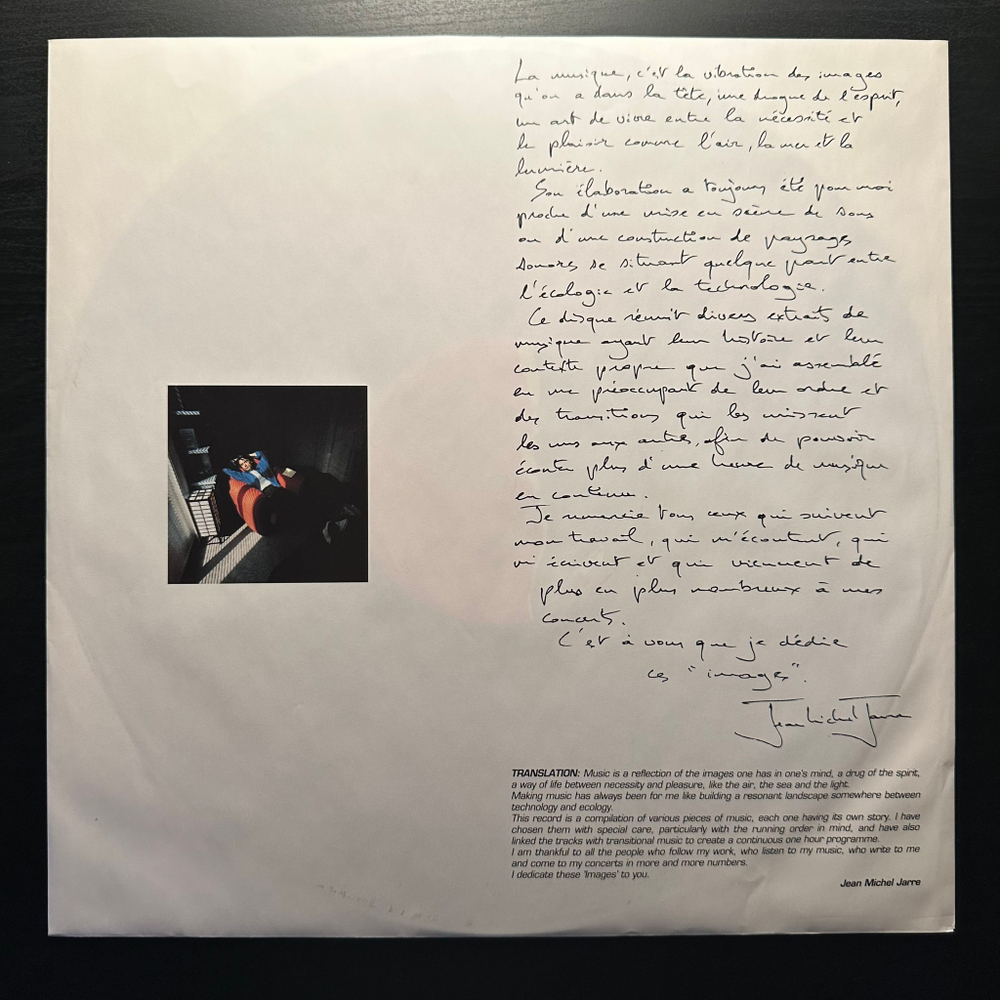 La musique, c'est la vibration des images
qu'on a dans la tête, une drogue de l'esprit,
un art de vivre entre la nécessité et
le plaisir comme l'air, la mer et la
lumière.
Son élaboration a toujours été pour moi
proche d'une mise en scène de sons
ou d'une construction de paysages
sonores se situant quelque part entre
l'écologie et la technologie.
Ce disque réunit divers extraits de
musique ayant leur histoire et leur
contexte propre que j'ai assemblé
en me préoccupant de leur ordre et
des transitions qui les unissent
les uns aux autres, afin de pouvoir
écouter plus d'une heure de musique
en continu.
Je remercie tous ceux qui suivent
mon travail, qui m'écoutent, qui
m'écrivent et qui viennent de
plus en plus nombreux à mes
concerts.
C'est à vous que je dédie
ces "images".
Jean Michel Jarre
TRANSLATION: Music is a reflection of the images one has in one's mind, a drug of the spirit,
a way of life between necessity and pleasure, like the air, the sea and the light.
Making music has always been for me like building a resonant landscape somewhere between
technology and ecology.
This record is a compilation of various pieces of music, each one having its own story. I have
chosen them with special care, particularly with the running order in mind, and have also
linked the tracks with transitional music to create a continuous one hour programme.
I am thankful to all the people who follow my work, who listen to my music, who write to me
and come to my concerts in more and more numbers.
I dedicate these 'Images' to you.
Jean Michel Jarre